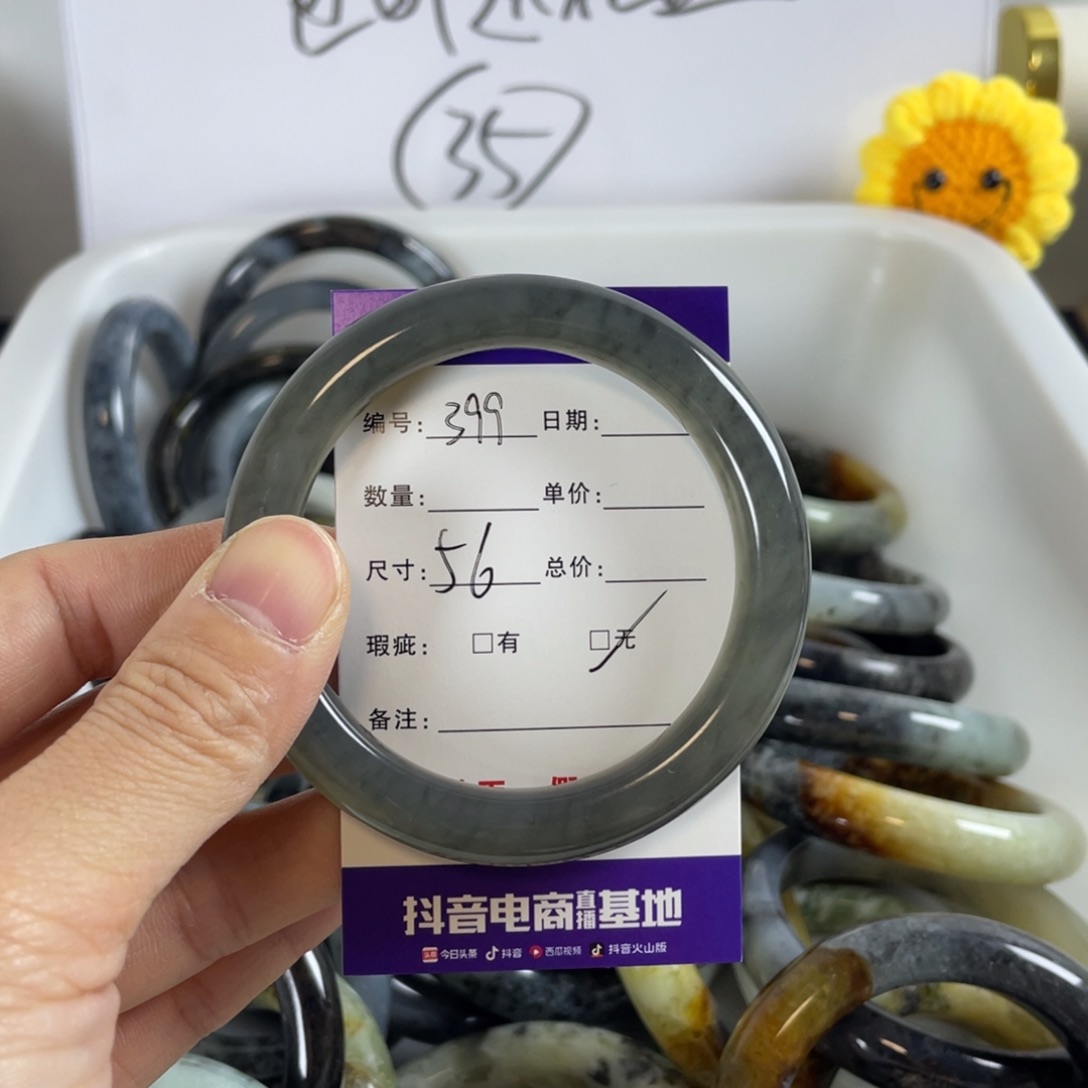 (35)
编号: 399 日期:
数量: 单价:
尺寸: 56 总价:
瑕疵: □有 □无
备注:
抖音电商直播基地
头条 今日头条 抖音 西瓜视频 抖音火山版